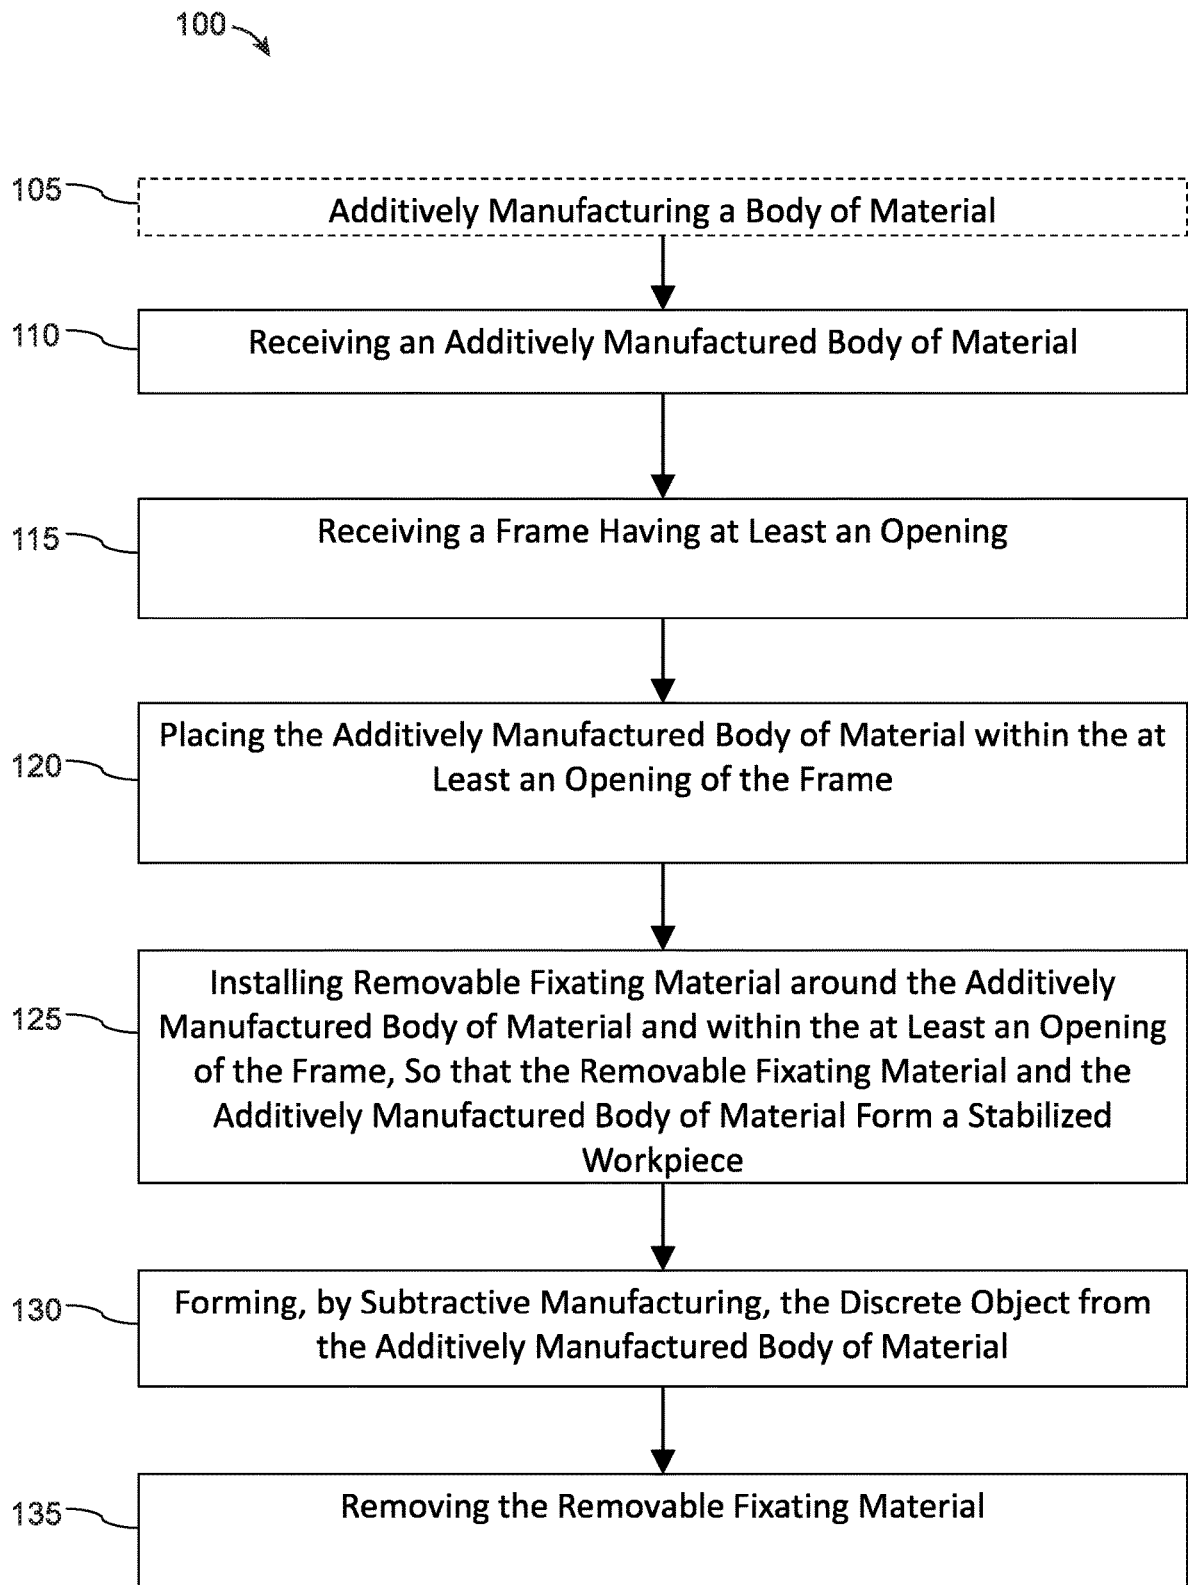 100
105
Additively Manufacturing a Body of Material
110
Receiving an Additively Manufactured Body of Material
115
Receiving a Frame Having at Least an Opening
120
Placing the Additively Manufactured Body of Material within the at
Least an Opening of the Frame
125
Installing Removable Fixating Material around the Additively
Manufactured Body of Material and within the at Least an Opening
of the Frame, So that the Removable Fixating Material and the
Additively Manufactured Body of Material Form a Stabilized
Workpiece
130
Forming, by Subtractive Manufacturing, the Discrete Object from
the Additively Manufactured Body of Material
135
Removing the Removable Fixating Material